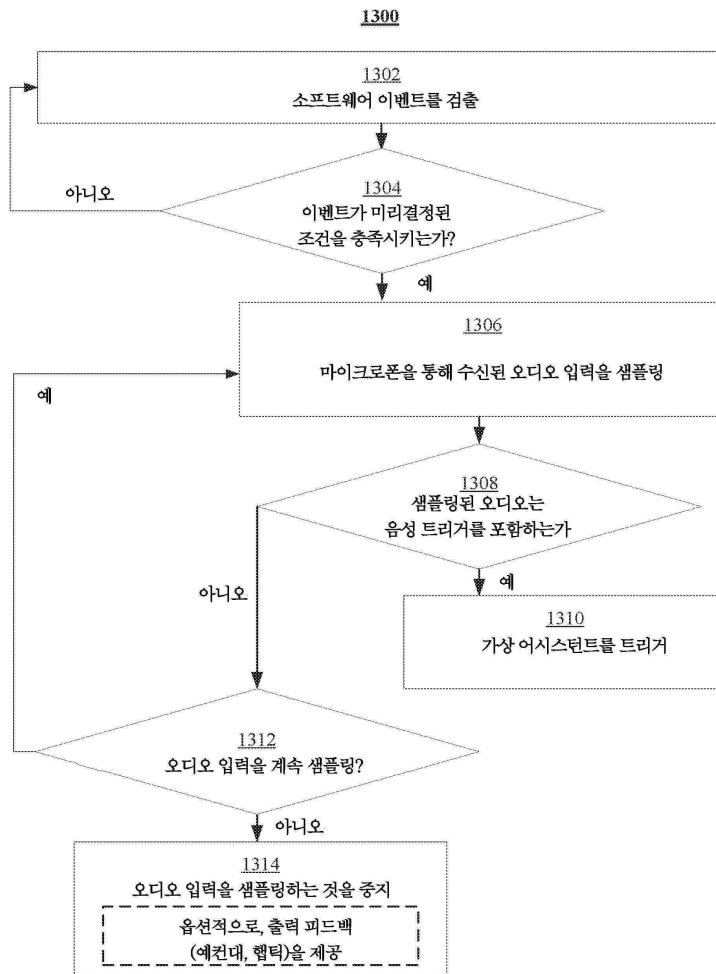 1300
1302
소프트웨어 이벤트를 검출
아니오
1304
이벤트가 미리결정된
조건을 충족시키는가?
예
1306
마이크로폰을 통해 수신된 오디오 입력을 샘플링
예
1308
샘플링된 오디오는
음성 트리거를 포함하는가
아니오
예
1310
가상 어시스턴트를 트리거
1312
오디오 입력을 계속 샘플링?
아니오
1314
오디오 입력을 샘플링하는 것을 중지
옵션적으로, 출력 피드백
(예컨대, 햅틱)을 제공